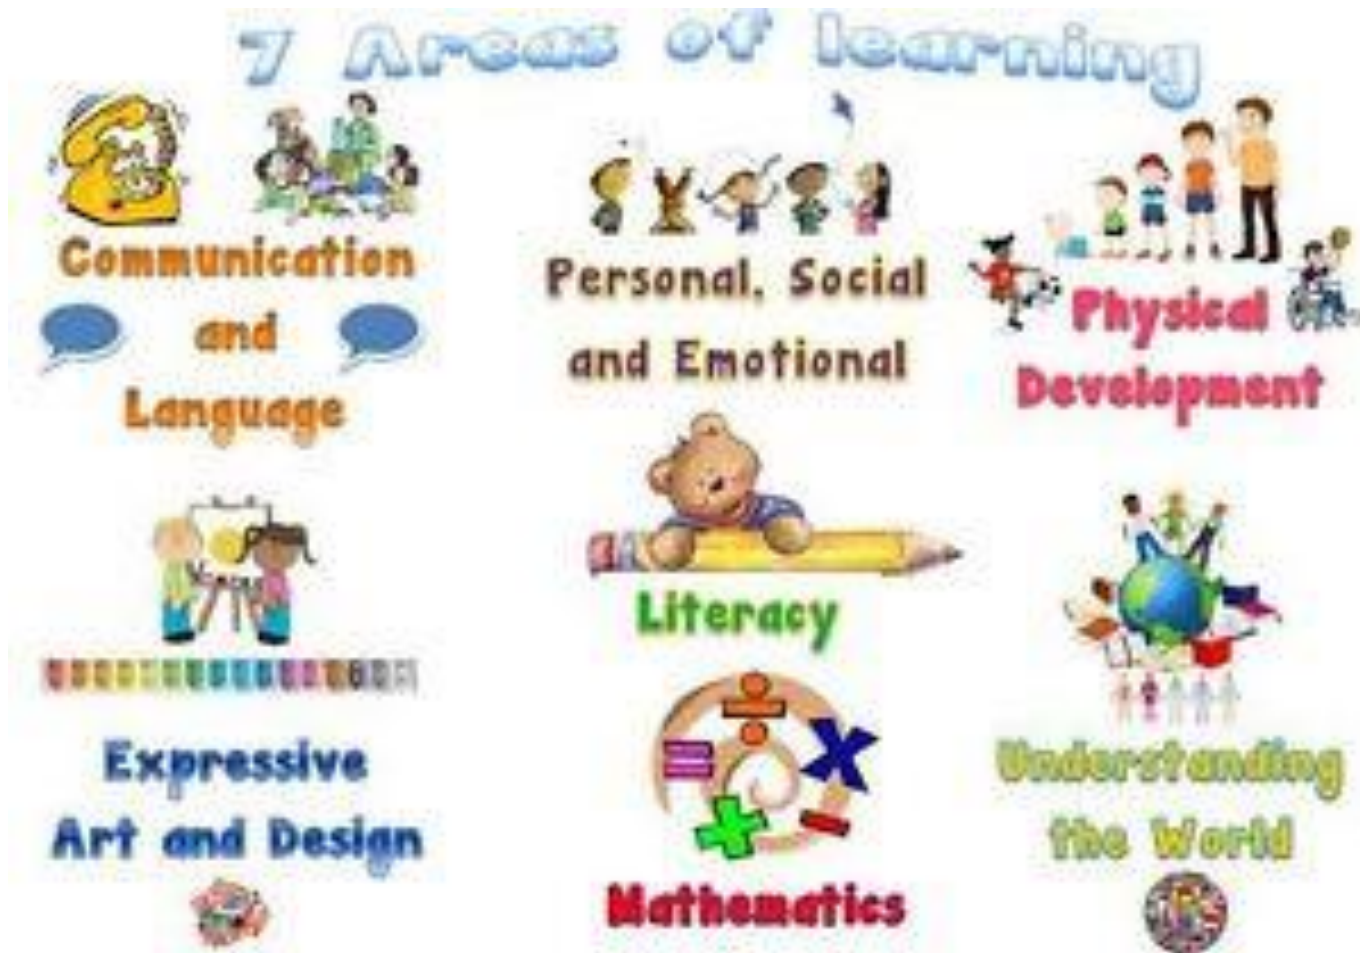 7 Areas of learning
Communication
and
Language
Personal, Social
and Emotional
Physical
Development
Literacy
Expressive
Art and Design
Mathematics
Understanding
the World